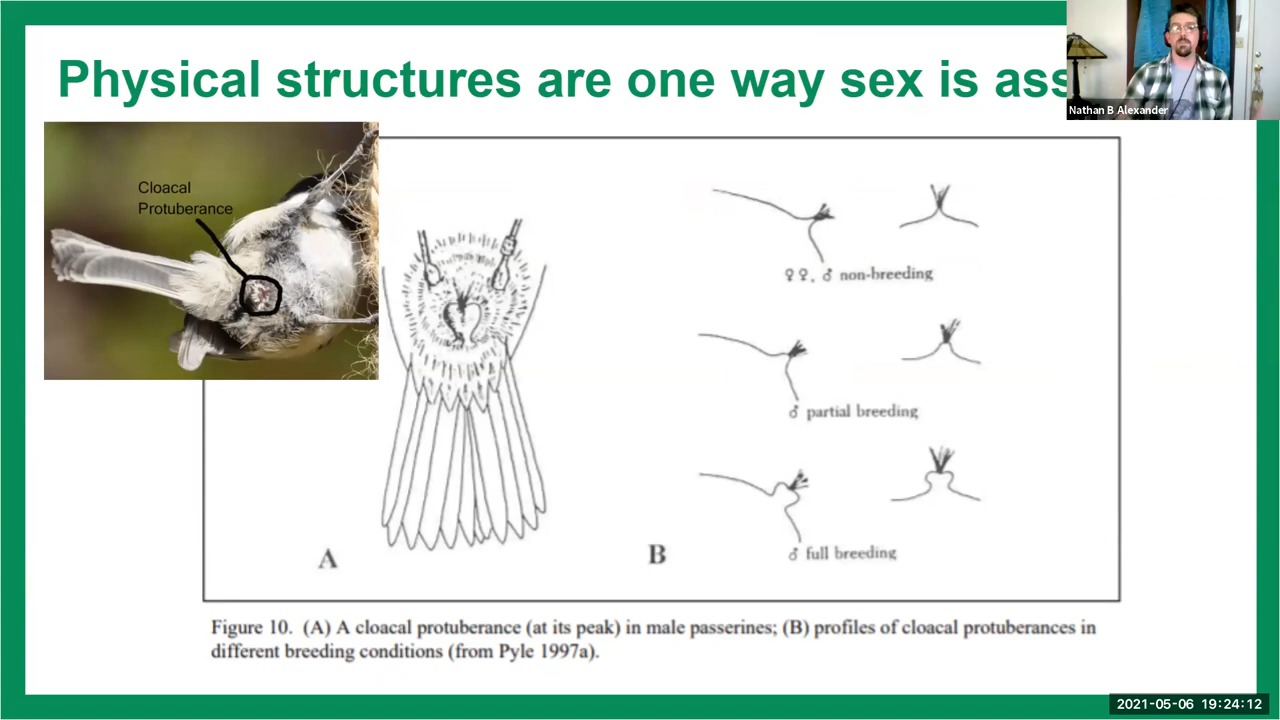 Physical structures are one way sex is ass
Nathan B Alexander
Cloacal
Protuberance
♀♀, ♂ non-breeding
♂ partial breeding
♂ full breeding
A
B
Figure 10. (A) A cloacal protuberance (at its peak) in male passerines; (B) profiles of cloacal protuberances in
different breeding conditions (from Pyle 1997a).
2021-05-06 19:24:12